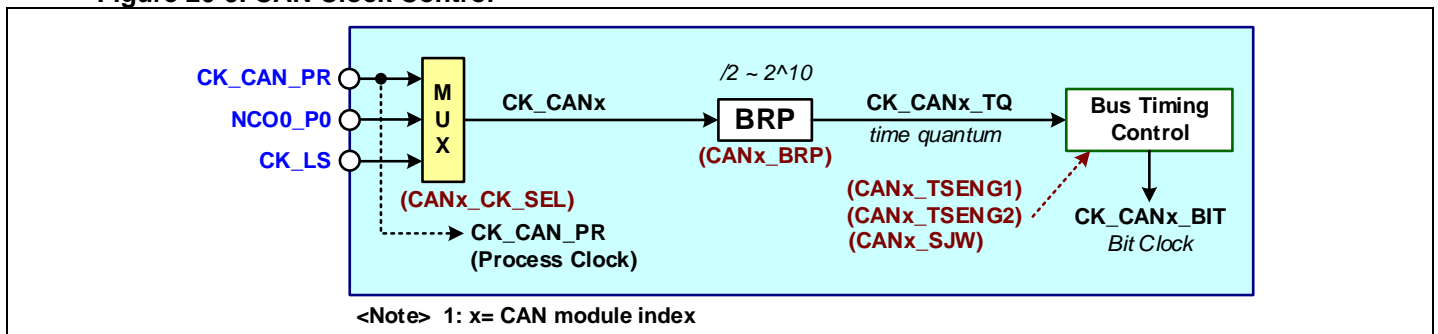 Figure 20-3. CAN Clock Control
CK_CAN_PR
NCO0_P0
CK_LS
M
U
X
(CANx_CK_SEL)
CK_CANx
CK_CAN_PR
(Process Clock)
/2 ~ 2^10
BRP
(CANx_BRP)
CK_CANx_TQ
time quantum
Bus Timing
Control
(CANx_TSENG1)
(CANx_TSENG2)
(CANx_SJW)
CK_CANx_BIT
Bit Clock
<Note> 1: x= CAN module index